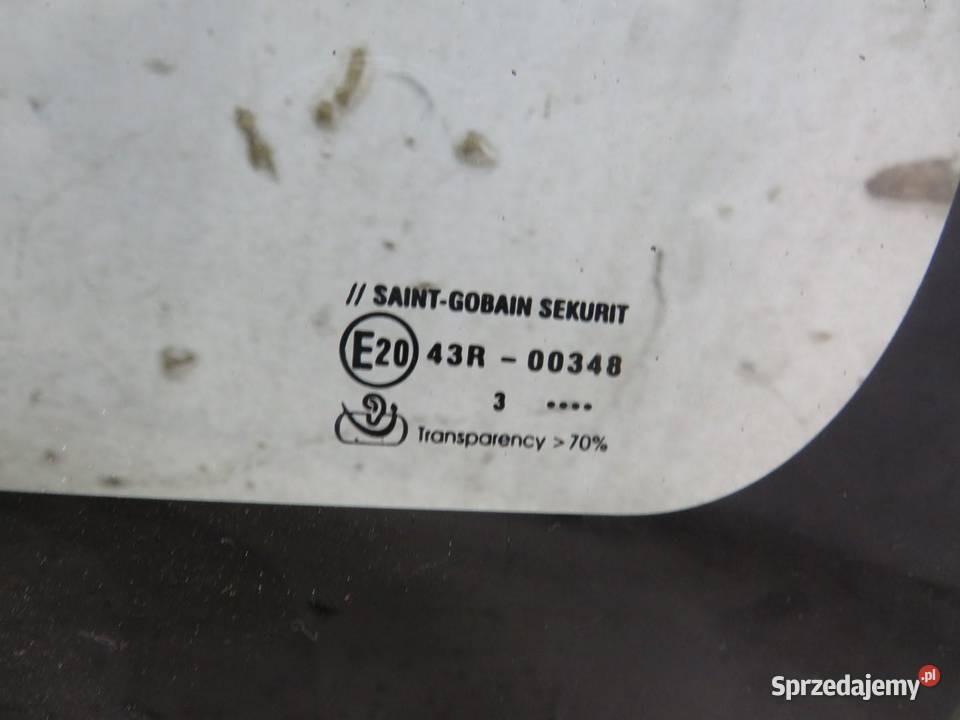 // SAINT-GOBAIN SEKURIT
E20 43R - 00348
3 ••••
Transparency > 70%
Sprzedajemy.pl